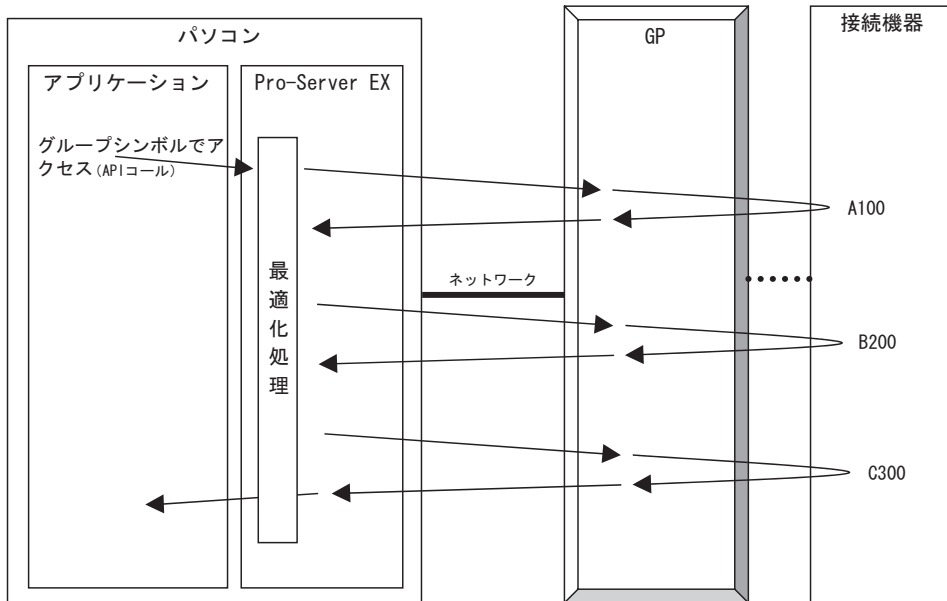 パソコン
GP
接続機器
アプリケーション
Pro-Server EX
グループシンボルでア
クセス(APIコール)
A100
最適化処理
ネットワーク
B200
C300